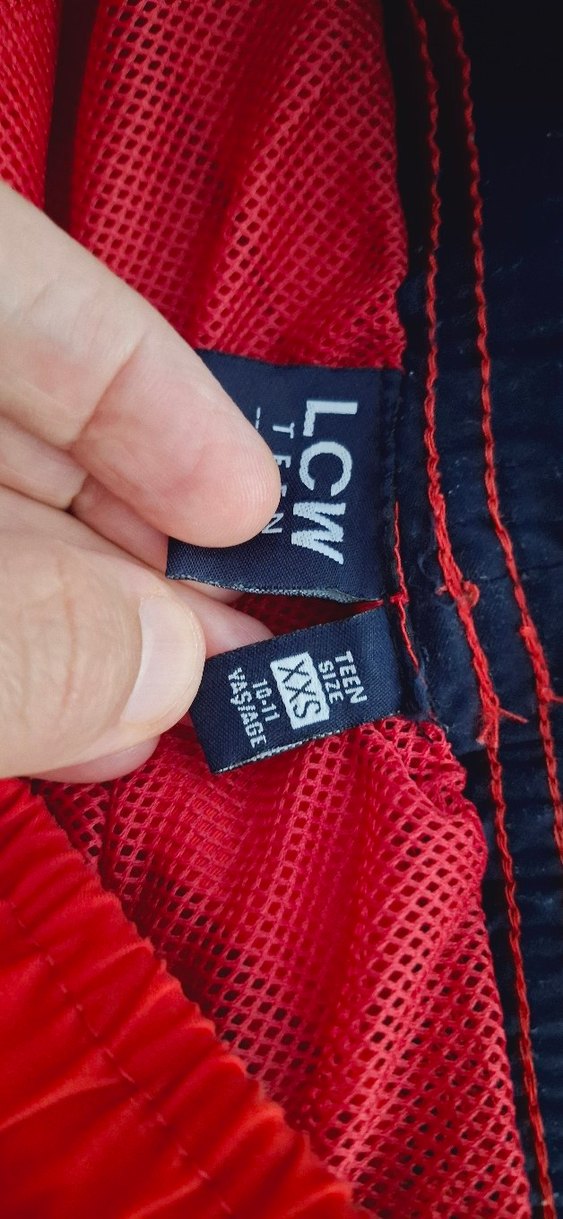 LCW
TEEN
TEEN
SIZE
XXS
10-11
YAŞ/AGE